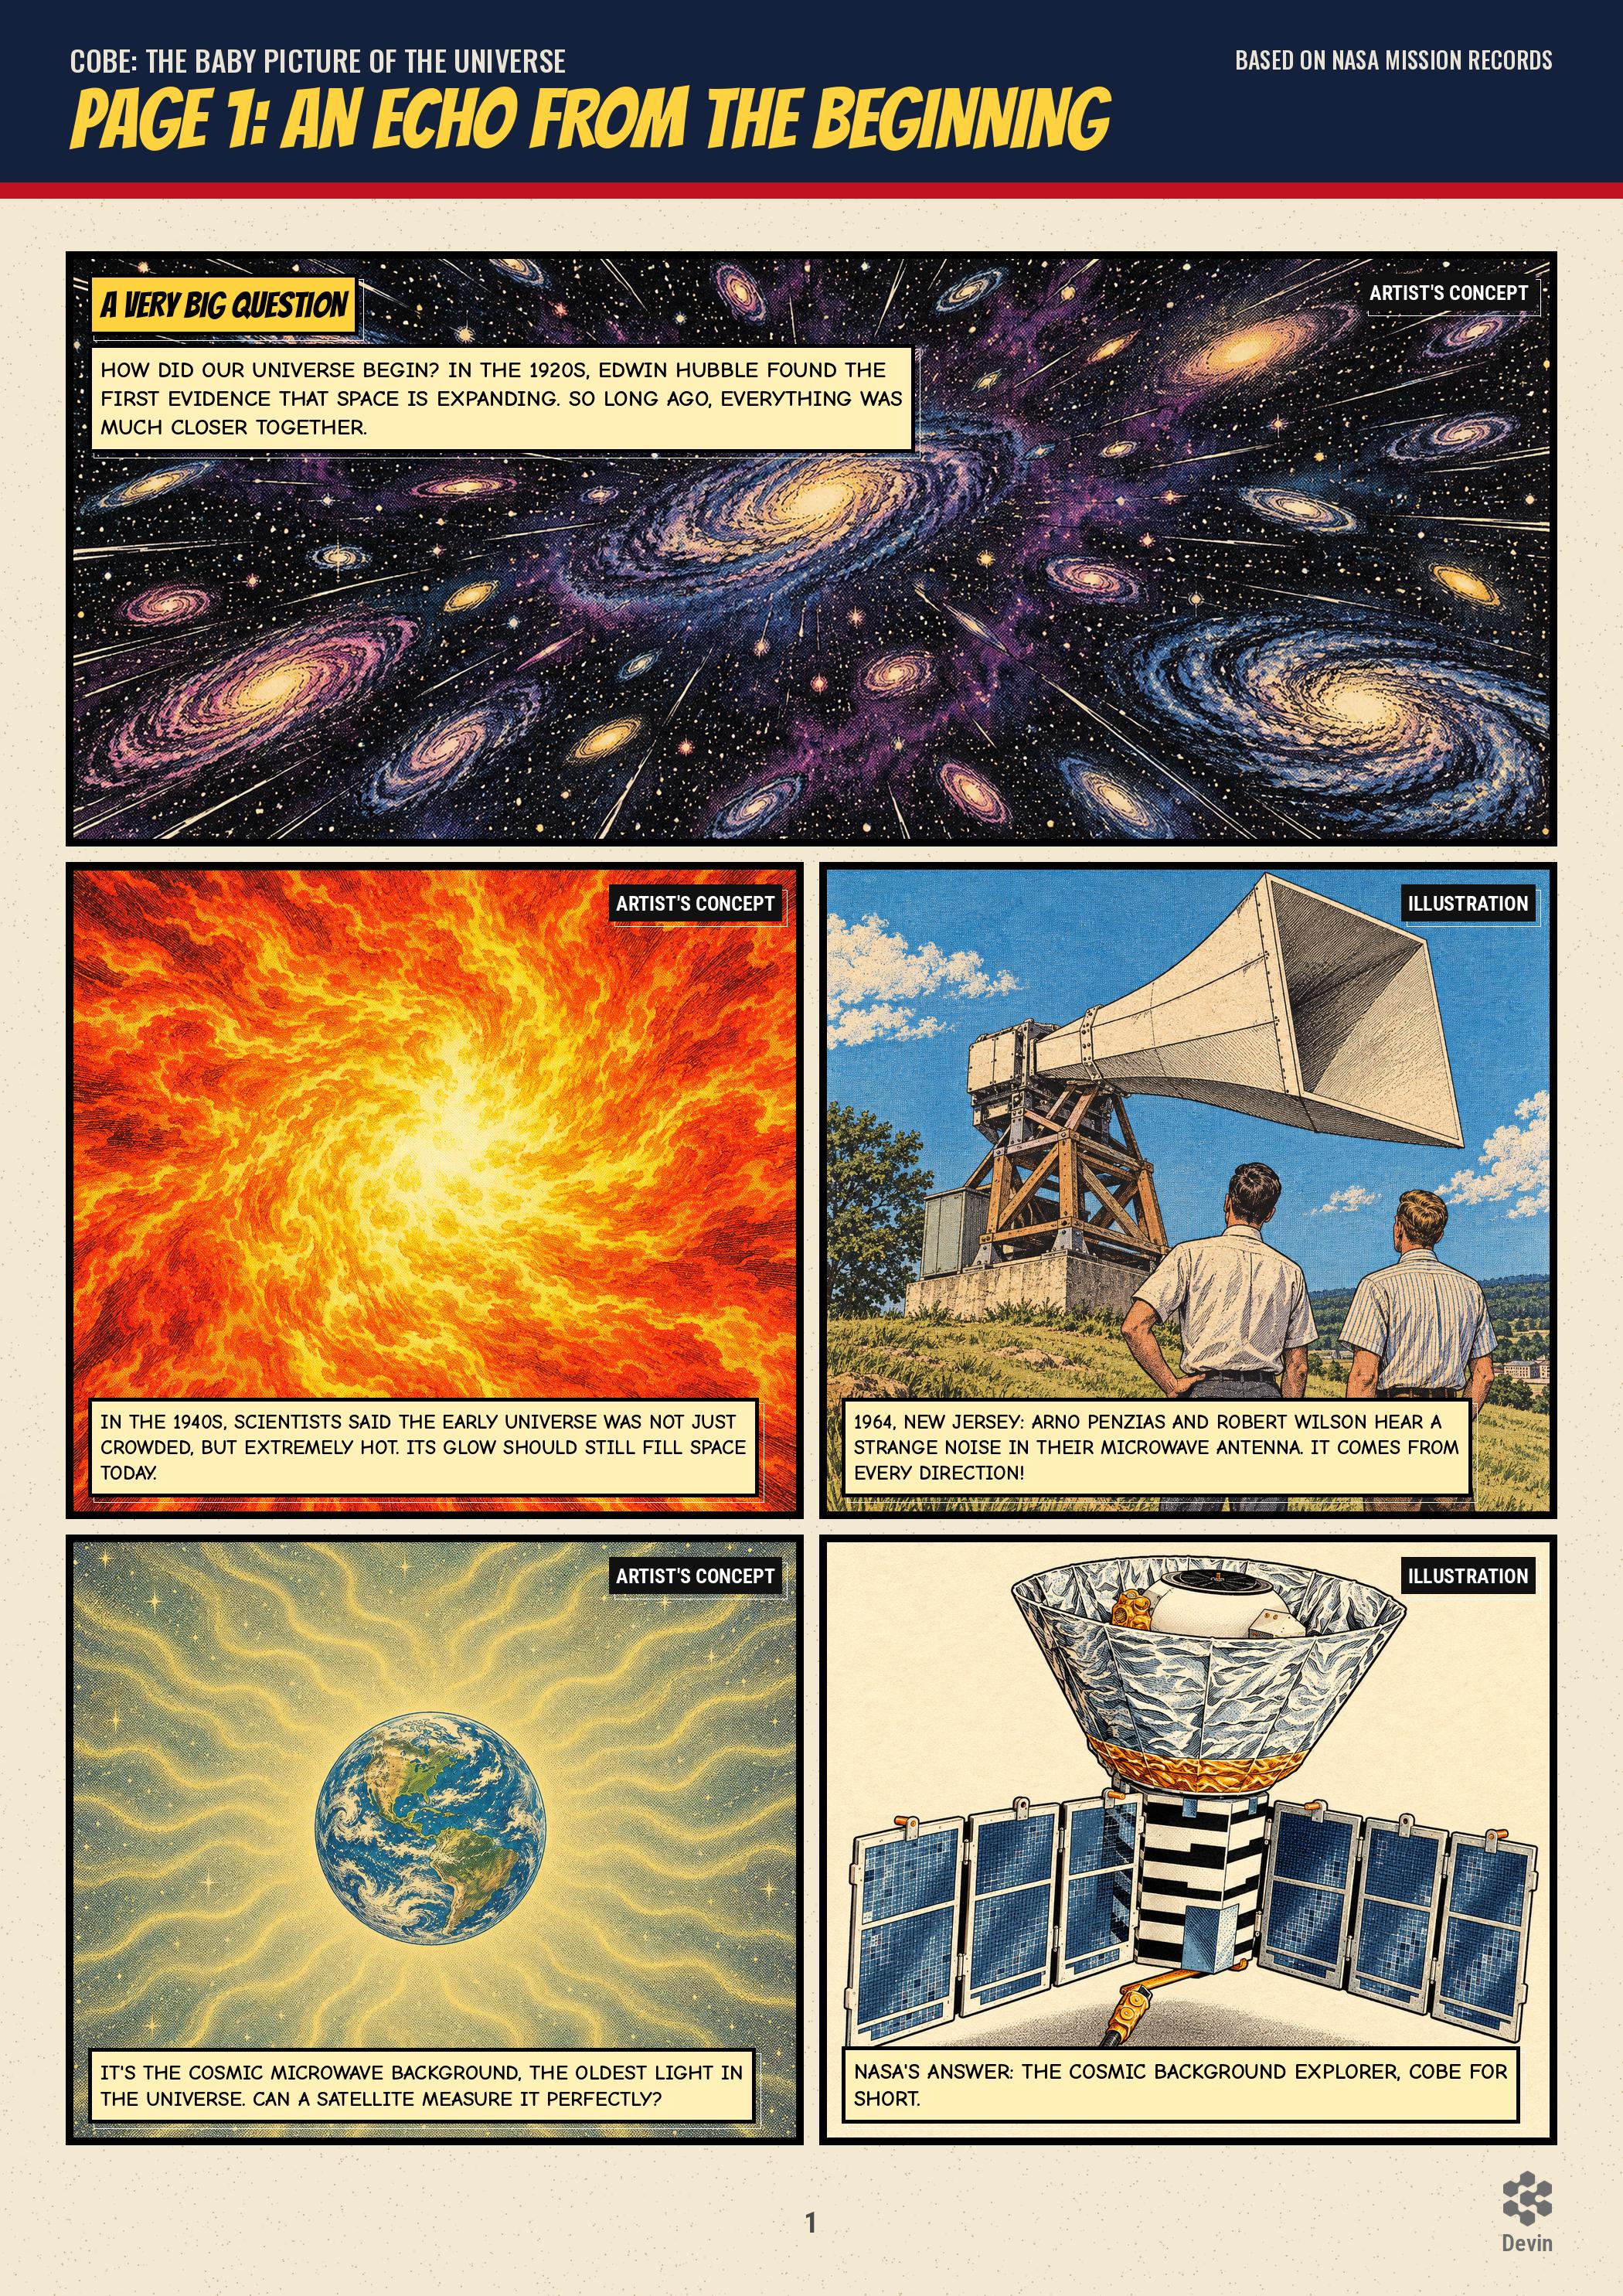 COBE: THE BABY PICTURE OF THE UNIVERSE
BASED ON NASA MISSION RECORDS
PAGE 1: AN ECHO FROM THE BEGINNING
A VERY BIG QUESTION
ARTIST'S CONCEPT
HOW DID OUR UNIVERSE BEGIN? IN THE 1920S, EDWIN HUBBLE FOUND THE
FIRST EVIDENCE THAT SPACE IS EXPANDING. SO LONG AGO, EVERYTHING WAS
MUCH CLOSER TOGETHER.
ARTIST'S CONCEPT
IN THE 1940S, SCIENTISTS SAID THE EARLY UNIVERSE WAS NOT JUST
CROWDED, BUT EXTREMELY HOT. ITS GLOW SHOULD STILL FILL SPACE
TODAY.
ILLUSTRATION
1964, NEW JERSEY: ARNO PENZIAS AND ROBERT WILSON HEAR A
STRANGE NOISE IN THEIR MICROWAVE ANTENNA. IT COMES FROM
EVERY DIRECTION!
ARTIST'S CONCEPT
IT'S THE COSMIC MICROWAVE BACKGROUND, THE OLDEST LIGHT IN
THE UNIVERSE. CAN A SATELLITE MEASURE IT PERFECTLY?
ILLUSTRATION
NASA'S ANSWER: THE COSMIC BACKGROUND EXPLORER, COBE FOR
SHORT.
1
Devin